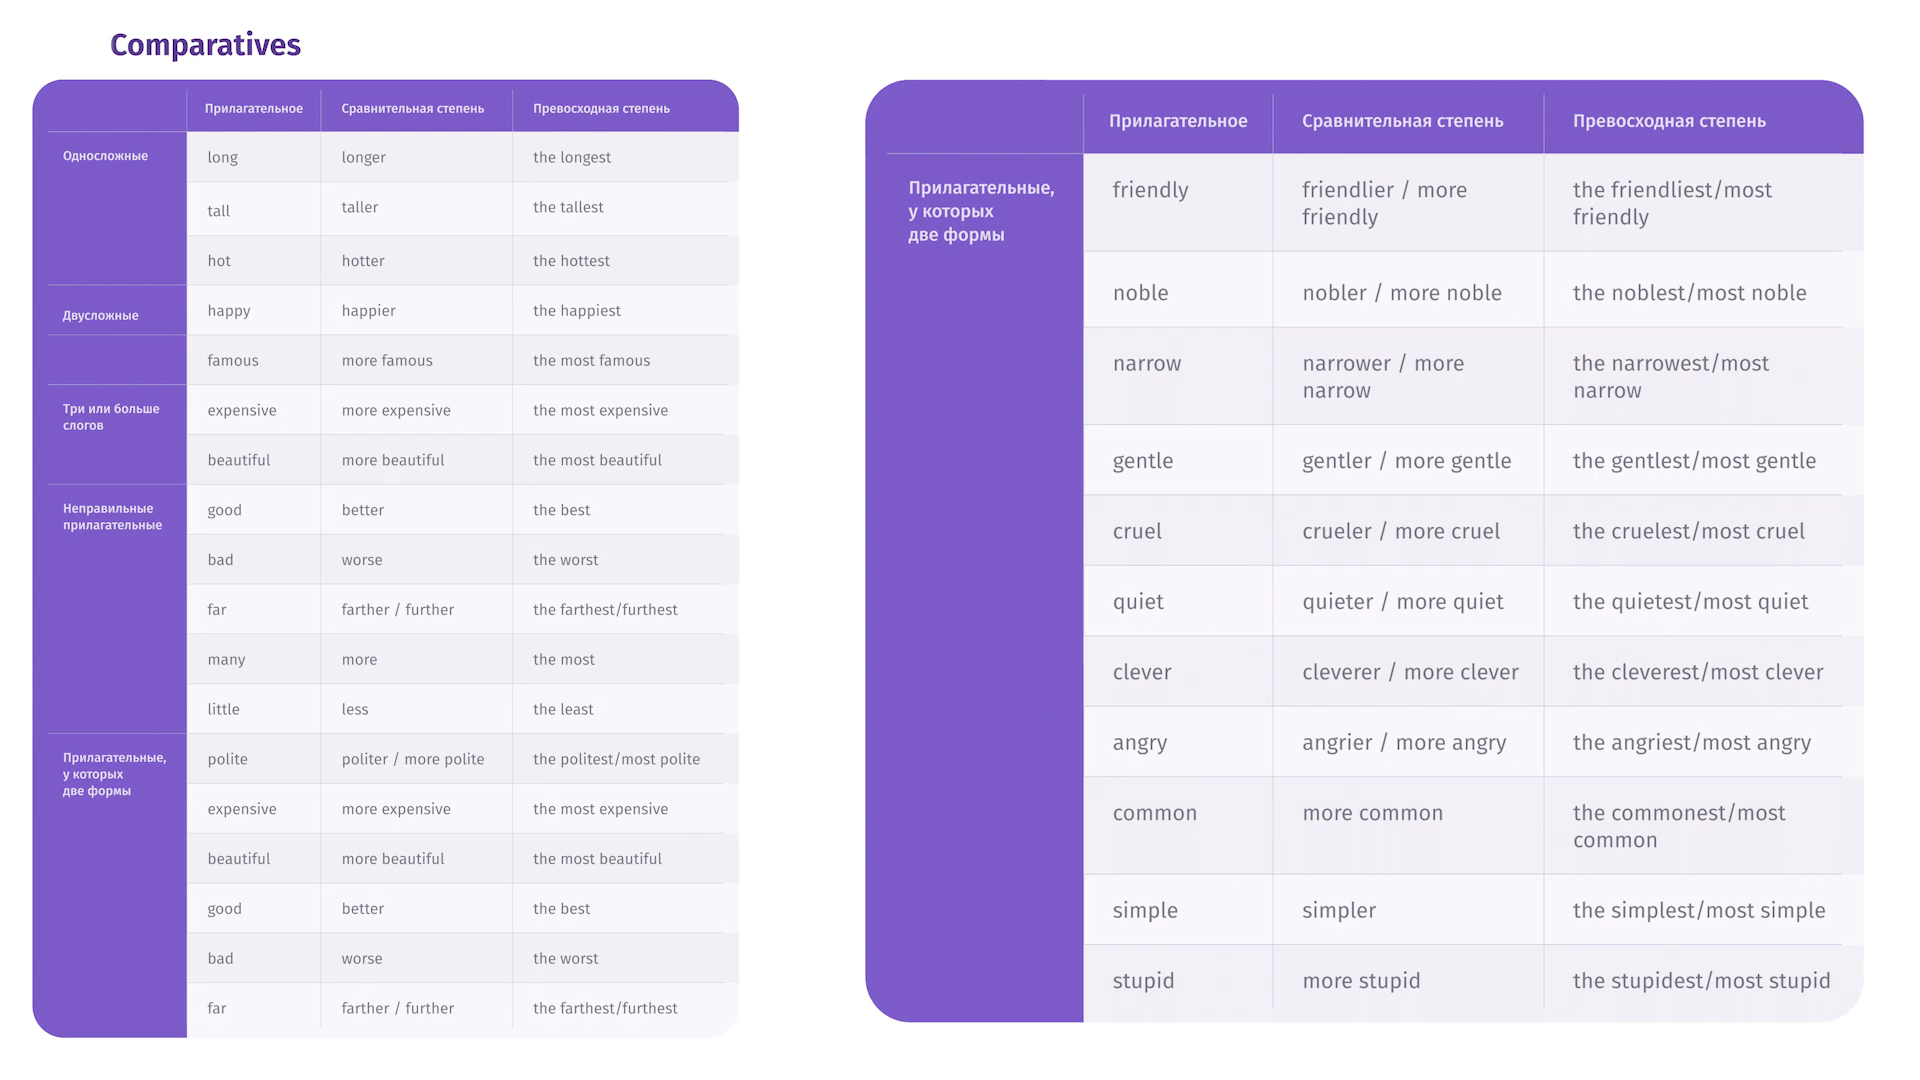 Comparatives
Прилагательное Сравнительная степень Превосходная степень
Односложные long longer the longest
tall taller the tallest
hot hotter the hottest
Двусложные happy happier the happiest
famous more famous the most famous
Три или больше
слогов expensive more expensive the most expensive
beautiful more beautiful the most beautiful
Неправильные
прилагательные good better the best
bad worse the worst
far farther / further the farthest/furthest
many more the most
little less the least
Прилагательные,
у которых
две формы polite politer / more polite the politest/most polite
expensive more expensive the most expensive
beautiful more beautiful the most beautiful
good better the best
bad worse the worst
far farther / further the farthest/furthest
Прилагательное Сравнительная степень Превосходная степень
Прилагательные,
у которых
две формы
friendly friendlier / more the friendliest/most
friendly friendly
noble nobler / more noble the noblest/most noble
narrow narrower / more the narrowest/most
narrow narrow
gentle gentler / more gentle the gentlest/most gentle
cruel crueler / more cruel the cruelest/most cruel
quiet quieter / more quiet the quietest/most quiet
clever cleverer / more clever the cleverest/most clever
angry angrier / more angry the angriest/most angry
common more common the commonest/most
common
simple simpler the simplest/most simple
stupid more stupid the stupidest/most stupid